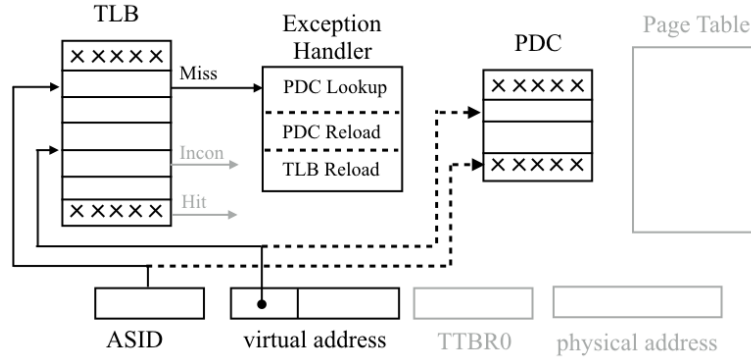 TLB
Exception
Handler
PDC
Page Table
×××××
Miss
PDC Lookup
×××××
PDC Reload
Incon
TLB Reload
×××××
Hit
×××××
ASID
virtual address
TTBR0
physical address